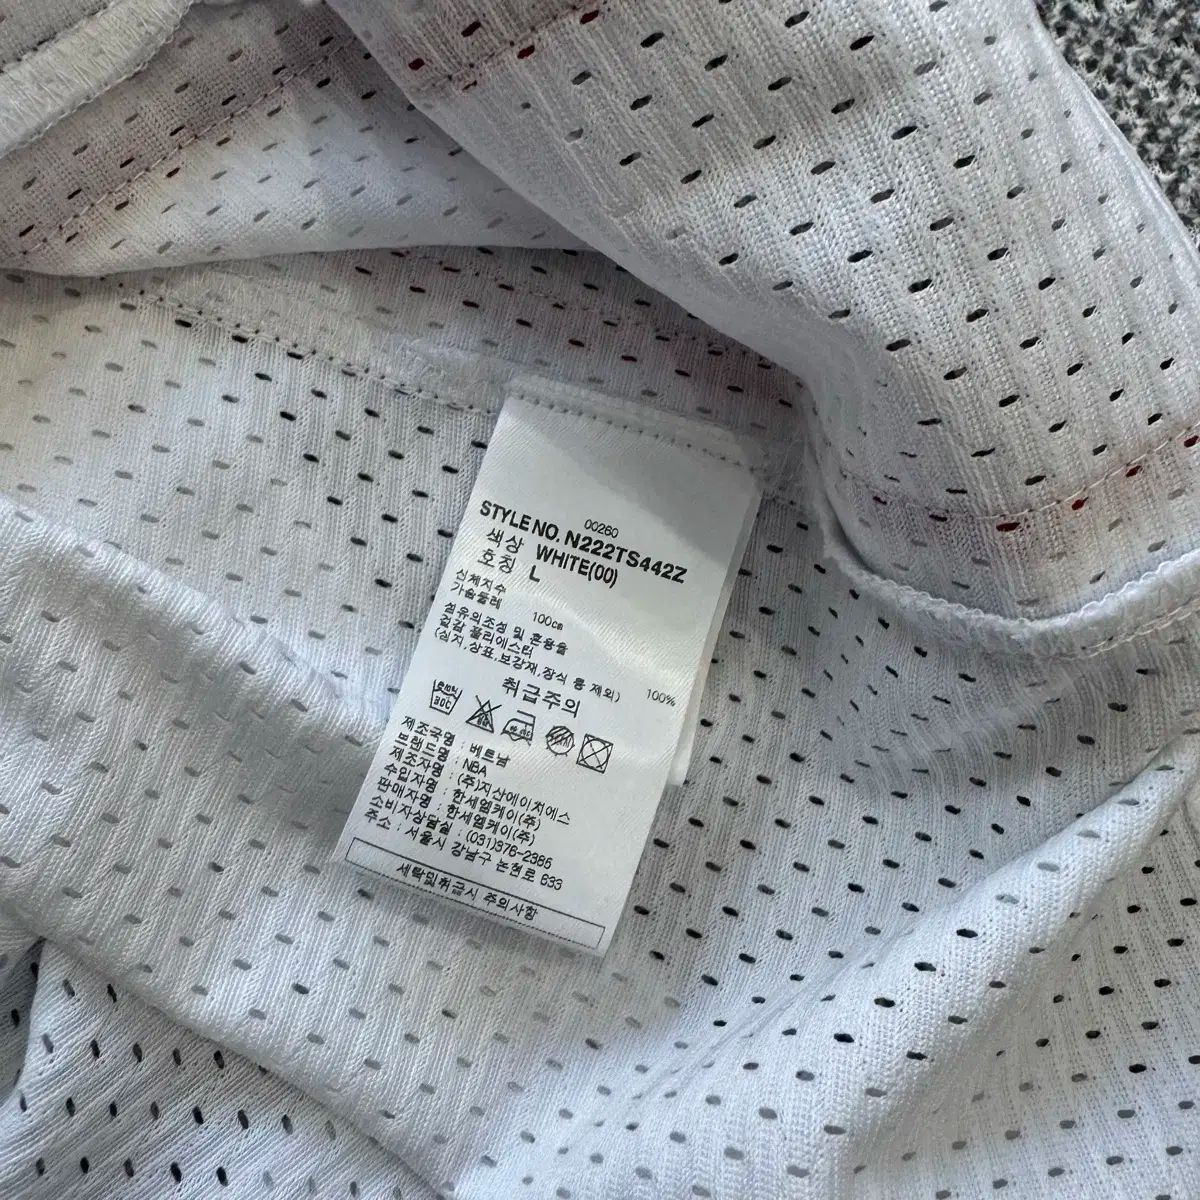 00260
STYLE NO. N222TS442Z
색상 WHITE(00)
호칭 L
신체치수
가슴둘레 100cm
섬유의조성 및 혼용율
겉감 폴리에스터 100%
(심지,상표,보강재,장식 등 제외)
취급주의
제조국명 : 베트남
브랜드명 : NBA
제조자명 : (주)지산에이치에스
수입자명 : 한세엠케이(주)
판매자명 : 한세엠케이(주)
소비자상담실 : (031)376-2385
주소 : 서울시 강남구 논현로 633
세탁및취급시 주의사항